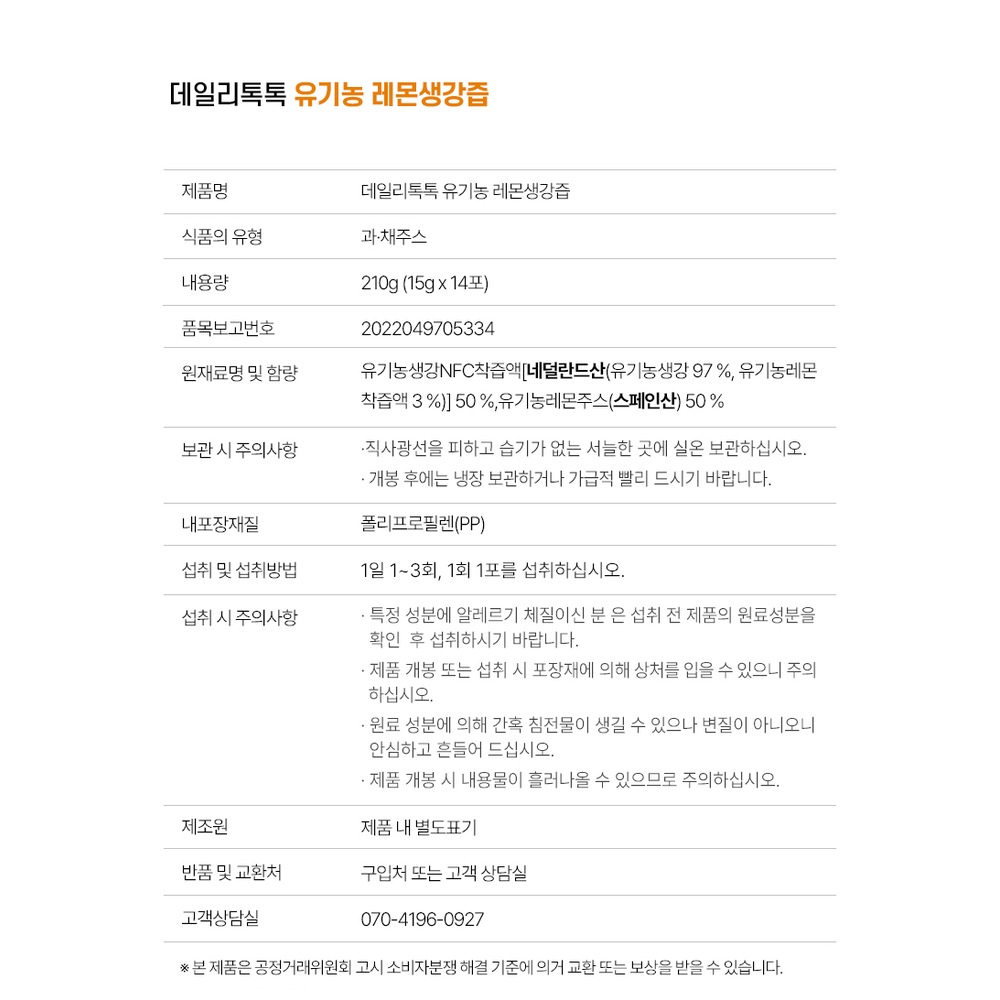 데일리톡톡 유기농 레몬생강즙
제품명 데일리톡톡 유기농 레몬생강즙
식품의 유형 과·채주스
내용량 210g (15g x 14포)
품목보고번호 2022049705334
원재료명 및 함량 유기농생강NFC착즙액[네덜란드산(유기농생강 97 %, 유기농레몬
착즙액 3 %)] 50 %,유기농레몬주스(스페인산) 50 %
보관 시 주의사항 ·직사광선을 피하고 습기가 없는 서늘한 곳에 실온 보관하십시오.
· 개봉 후에는 냉장 보관하거나 가급적 빨리 드시기 바랍니다.
내포장재질 폴리프로필렌(PP)
섭취 및 섭취방법 1일 1~3회, 1회 1포를 섭취하십시오.
섭취 시 주의사항 · 특정 성분에 알레르기 체질이신 분 은 섭취 전 제품의 원료성분을
확인 후 섭취하시기 바랍니다.
· 제품 개봉 또는 섭취 시 포장재에 의해 상처를 입을 수 있으니 주의
하십시오.
· 원료 성분에 의해 간혹 침전물이 생길 수 있으나 변질이 아니오니
안심하고 흔들어 드십시오.
· 제품 개봉 시 내용물이 흘러나올 수 있으므로 주의하십시오.
제조원 제품 내 별도표기
반품 및 교환처 구입처 또는 고객 상담실
고객상담실 070-4196-0927
※ 본 제품은 공정거래위원회 고시 소비자분쟁 해결 기준에 의거 교환 또는 보상을 받을 수 있습니다.